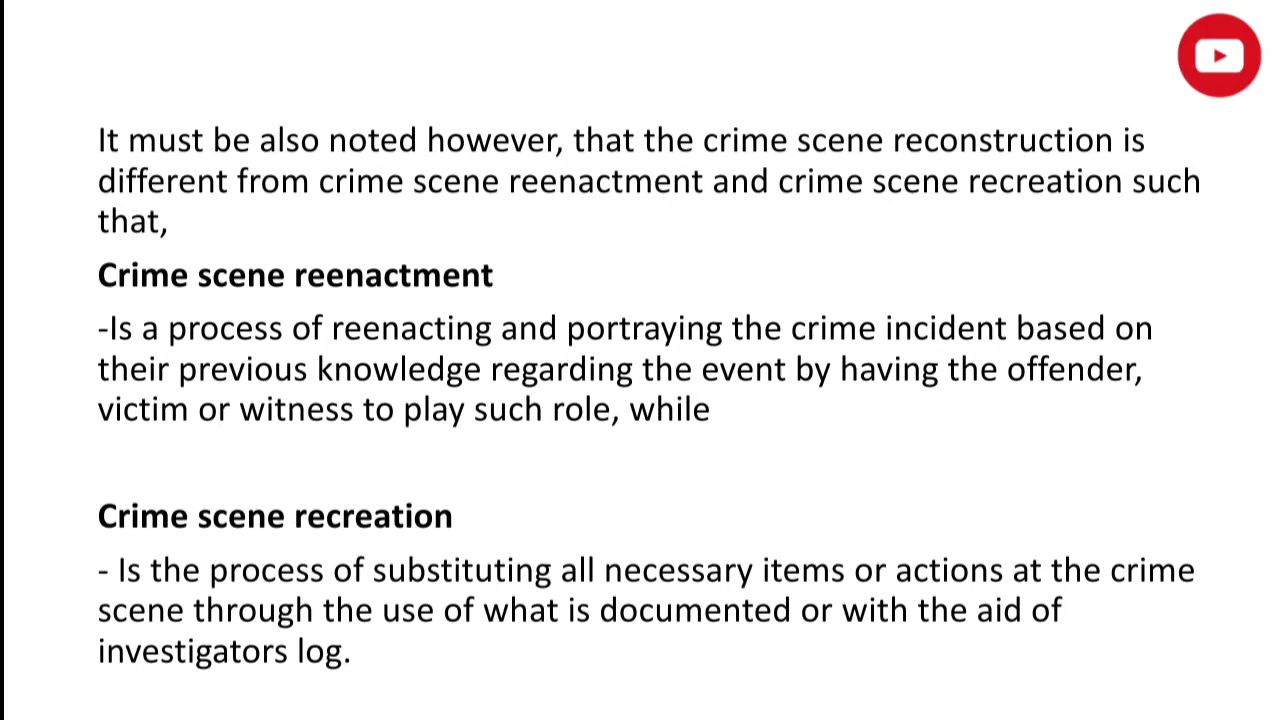 It must be also noted however, that the crime scene reconstruction is
different from crime scene reenactment and crime scene recreation such
that,
Crime scene reenactment
-Is a process of reenacting and portraying the crime incident based on
their previous knowledge regarding the event by having the offender,
victim or witness to play such role, while
Crime scene recreation
- Is the process of substituting all necessary items or actions at the crime
scene through the use of what is documented or with the aid of
investigators log.